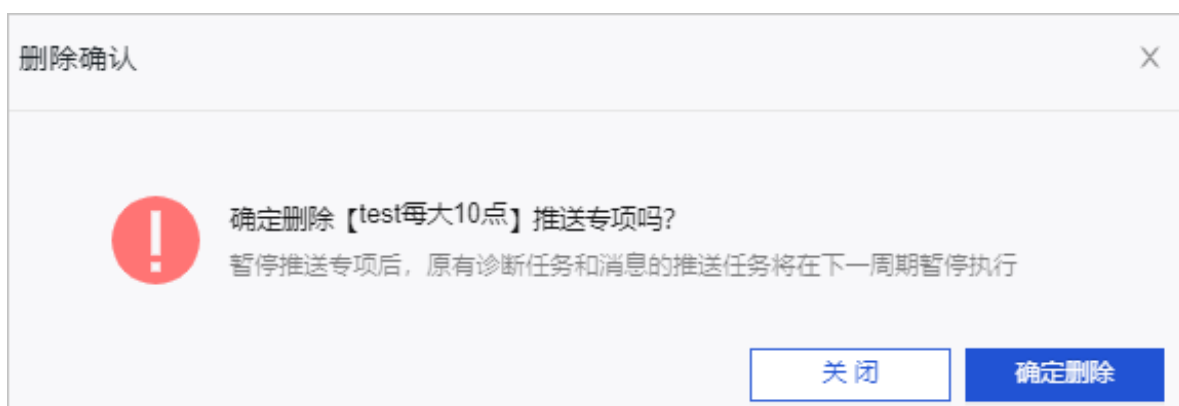 删除确认
确定删除【test每大10点】推送专项吗?
暂停推送专项后，原有诊断任务和消息的推送任务将在下一周期暂停执行
关 闭
确定删除